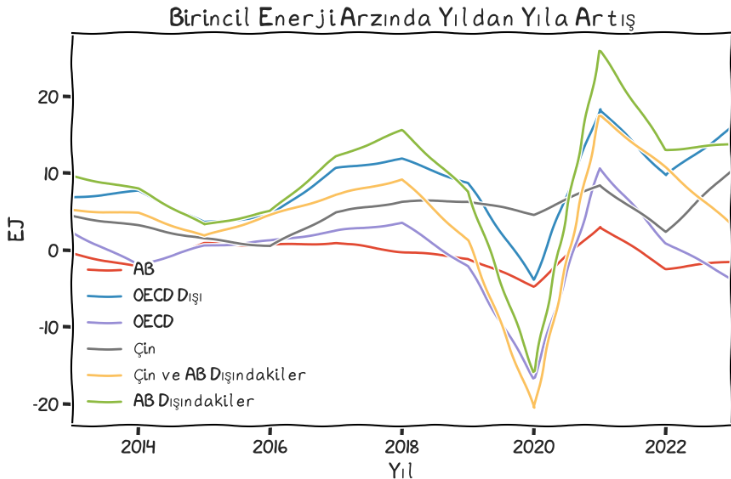 Birincil Enerji Arzında Yıldan Yıla Artış
EJ
20
10
0
-10
-20
AB
OECD Dışı
OECD
Çin
Çin ve AB Dışındakiler
AB Dışındakiler
2014 2016 2018 2020 2022
Yıl